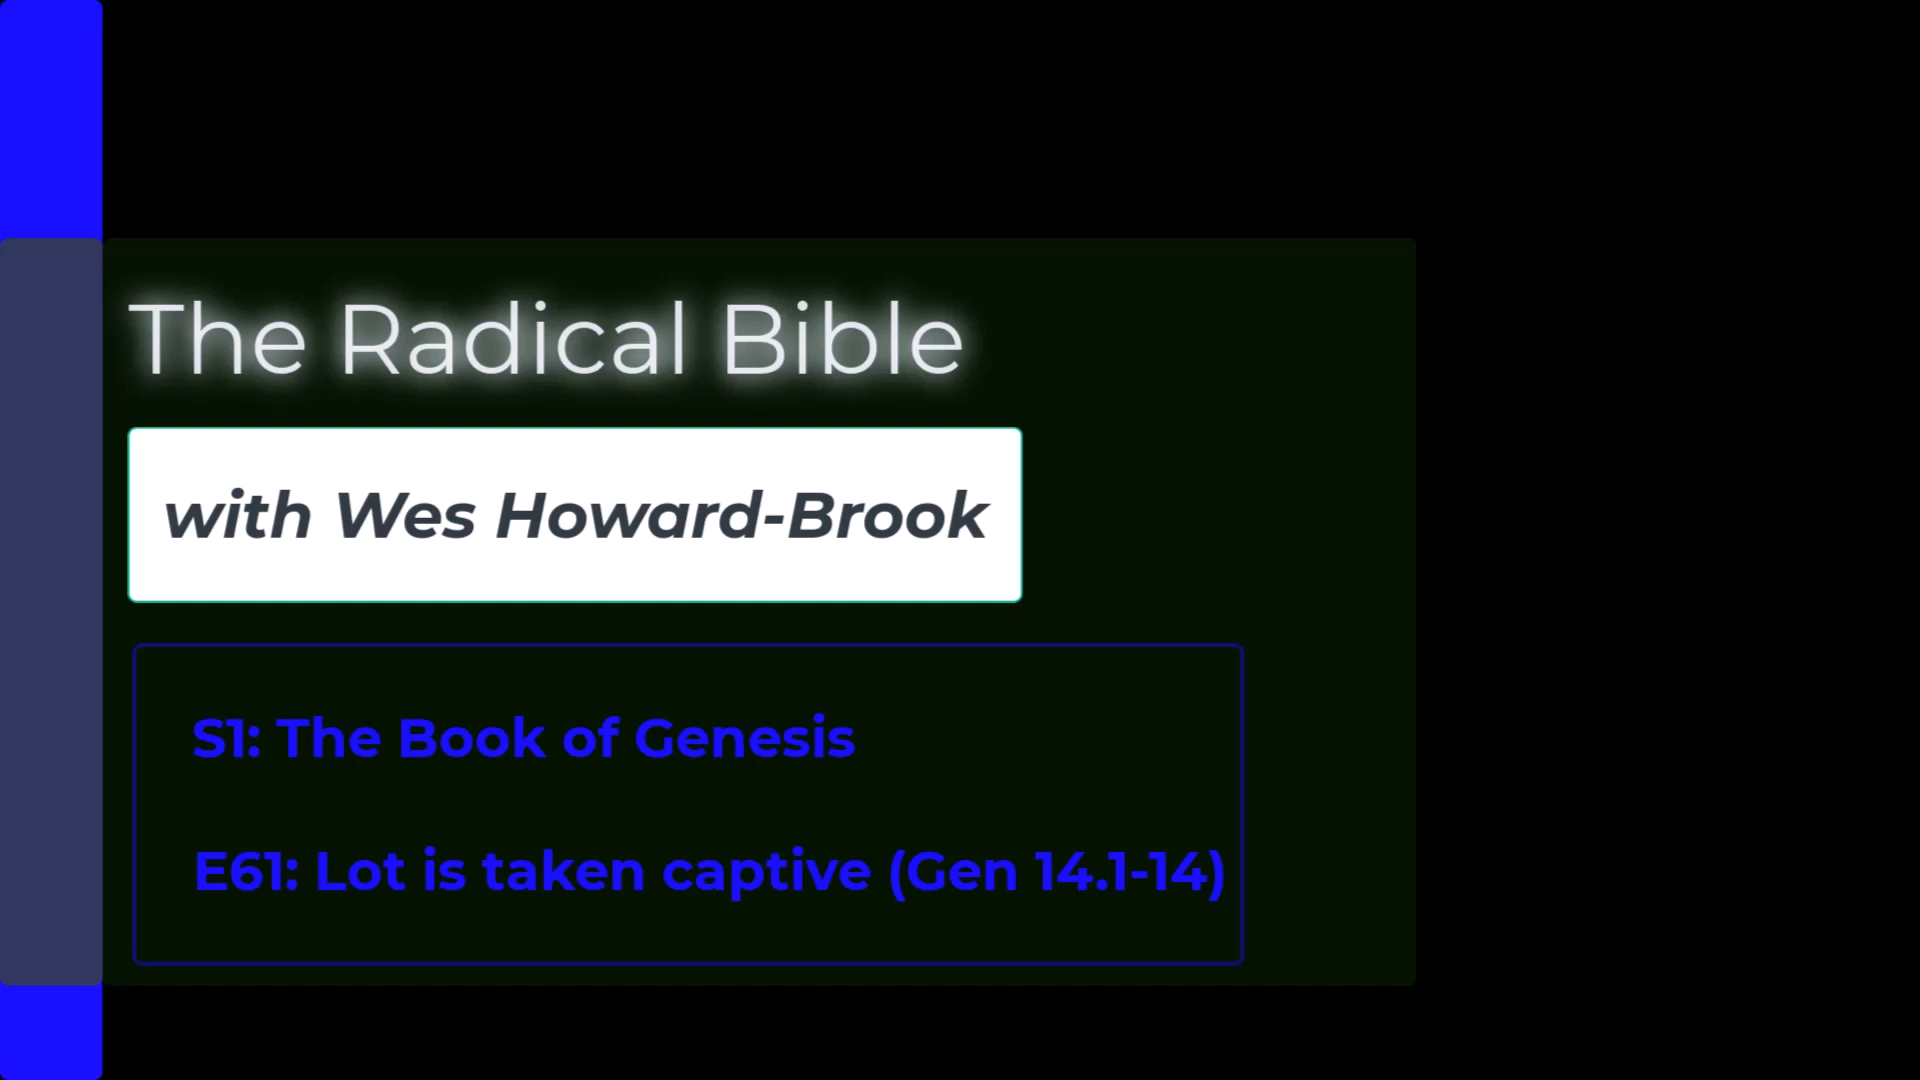 The Radical Bible
with Wes Howard-Brook
S1: The Book of Genesis
E61: Lot is taken captive (Gen 14.1-14)